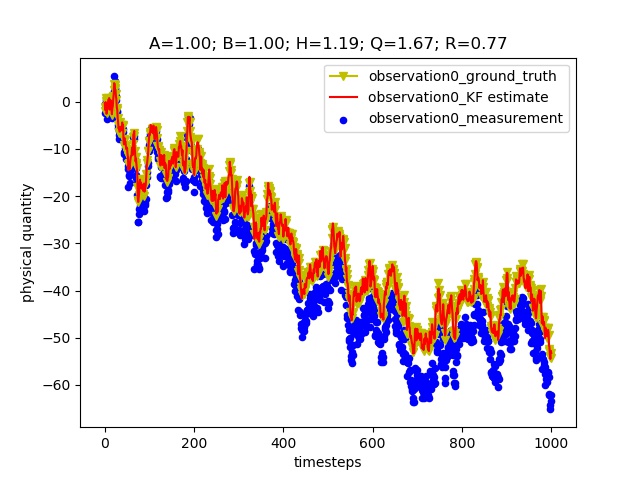 A=1.00; B=1.00; H=1.19; Q=1.67; R=0.77
observation0_ground_truth
observation0_KF estimate
observation0_measurement
physical quantity
0
−10
−20
−30
−40
−50
−60
0 200 400 600 800 1000
timesteps